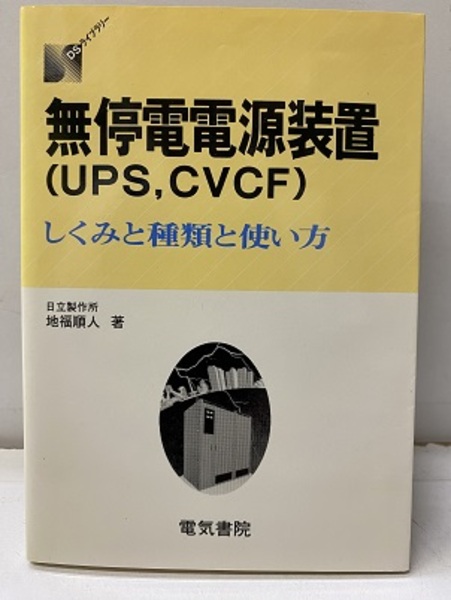 DSライブラリー
無停電電源装置
(UPS,CVCF)
しくみと種類と使い方
日立製作所
地福順人 著
電気書院